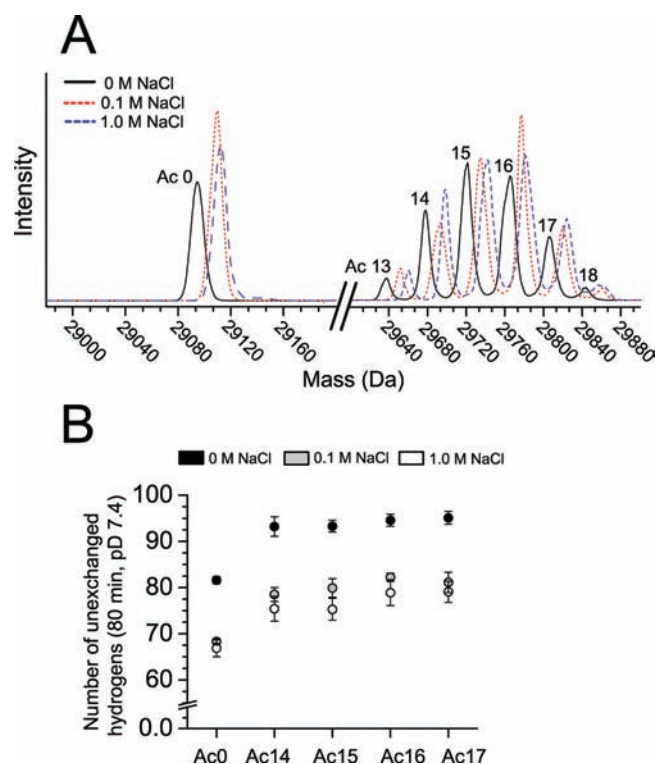 A
0 M NaCl
0.1 M NaCl
1.0 M NaCl
Intensity
Ac 0
Ac 13
14
15
16
17
18
29000
29040
29080
29120
29160
29640
29680
29720
29760
29800
29840
29880
Mass (Da)
B
0 M NaCl 0.1 M NaCl 1.0 M NaCl
Number of unexchanged
hydrogens (80 min, pD 7.4)
100
90
80
70
60
0.0
Ac0 Ac14 Ac15 Ac16 Ac17